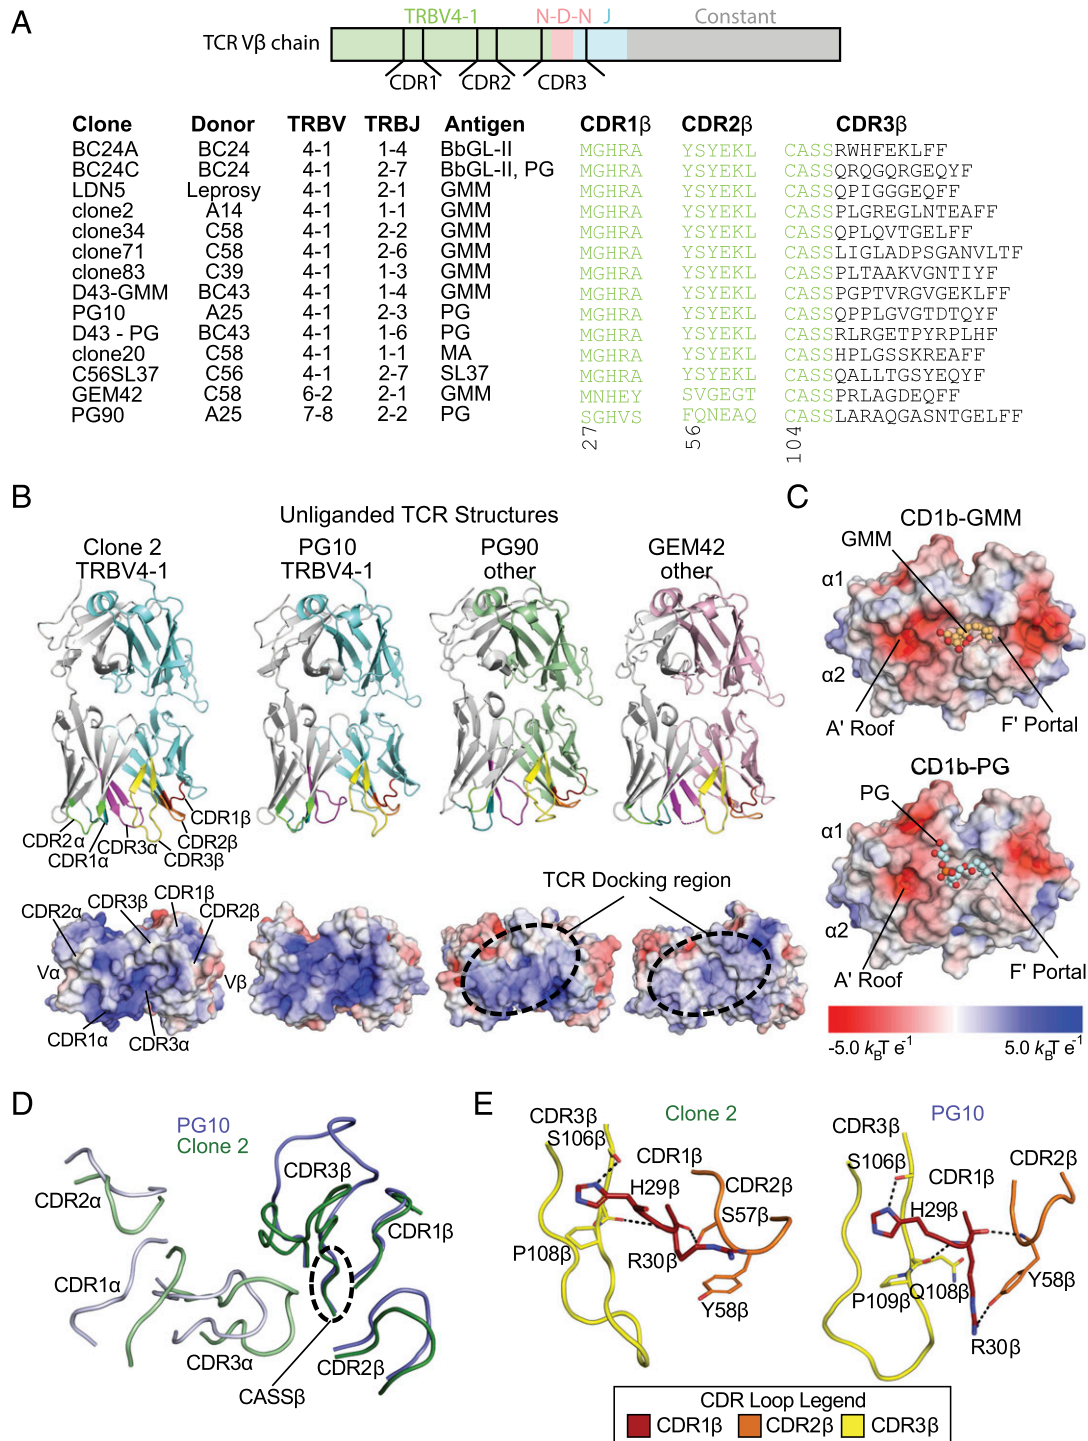 A
TRBV4-1 N-D-N J Constant
TCR Vβ chain
CDR1 CDR2 CDR3
Clone Donor TRBV TRBJ Antigen CDR1β CDR2β CDR3β
BC24A BC24 4-1 1-4 BbGL-II MGHRA YSYEKL CASSRWHFEKLFF
BC24C BC24 4-1 2-7 BbGL-II, PG MGHRA YSYEKL CASSQRQGQRGEQYF
LDN5 Leprosy 4-1 2-1 GMM MGHRA YSYEKL CASSQPIGGGEQFF
clone2 A14 4-1 1-1 GMM MGHRA YSYEKL CASSPLGREGLNTEAFF
clone34 C58 4-1 2-2 GMM MGHRA YSYEKL CASSQPLQVTGELFF
clone71 C58 4-1 2-6 GMM MGHRA YSYEKL CASSLIGLADPSGANVLTF
clone83 C39 4-1 1-3 GMM MGHRA YSYEKL CASSPLTAAKVGNTIYF
D43-GMM BC43 4-1 1-4 GMM MGHRA YSYEKL CASSPGPTVRGVGEKLFF
PG10 A25 4-1 2-3 PG MGHRA YSYEKL CASSQPPLGVGTDTQYF
D43 - PG BC43 4-1 1-6 PG MGHRA YSYEKL CASSRLRGETPYRPLHF
clone20 C58 4-1 1-1 MA MGHRA YSYEKL CASSHPLGSSKREAFF
C56SL37 C56 4-1 2-7 SL37 MGHRA YSYEKL CASSQALLTGSYEQYF
GEM42 C58 6-2 2-1 GMM MNHEY SVGEGT CASSPRLAGDEQFF
PG90 A25 7-8 2-2 PG SGHVS FQNEAQ CASSLARAQGASNTGELFF
27 56 104
B
Unliganded TCR Structures
Clone 2 PG10 PG90 GEM42
TRBV4-1 TRBV4-1 other other
CDR1β
CDR2α CDR2β
CDR1α CDR3α CDR3β
TCR Docking region
CDR3β CDR1β
CDR2α CDR2β
Vα Vβ
CDR1α CDR3α
C
CD1b-GMM
GMM
α1
α2
A' Roof F' Portal
CD1b-PG
PG
α1
α2
A' Roof F' Portal
-5.0 kBT e-1 5.0 kBT e-1
D
PG10
Clone 2
CDR3β
CDR2α
CDR1β
CDR1α
CDR3α
CDR2β
CASSβ
E
Clone 2 PG10
CDR3β
S106β
CDR1β
H29β
CDR2β
S57β
P108β
R30β
Y58β
CDR3β
S106β
CDR1β
CDR2β
H29β
P109β
Q108β
Y58β
R30β
CDR Loop Legend
CDR1β CDR2β CDR3β